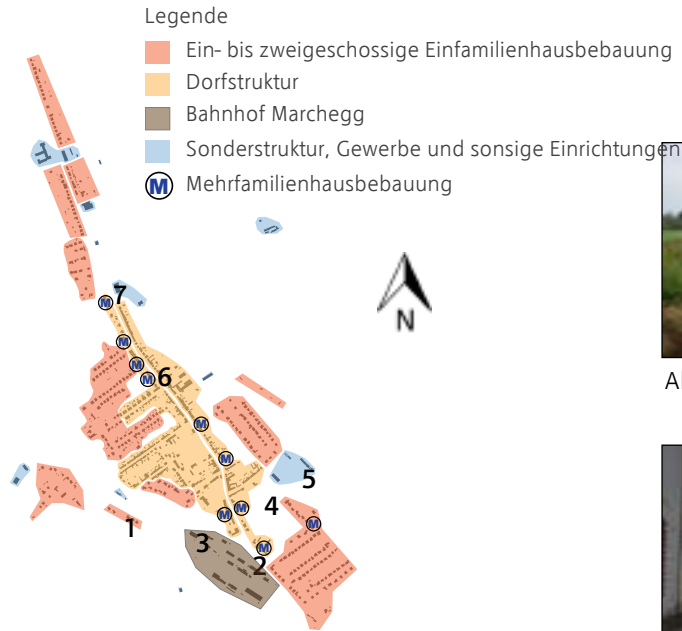 Legende
Ein- bis zweigeschossige Einfamilienhausbebauung
Dorfstruktur
Bahnhof Marchegg
Sonderstruktur, Gewerbe und sonsige Einrichtungen
M Mehrfamilienhausbebauung
N
7
M
M
M
M
6
M
M
5
4
M
M
M
1
3
M
2